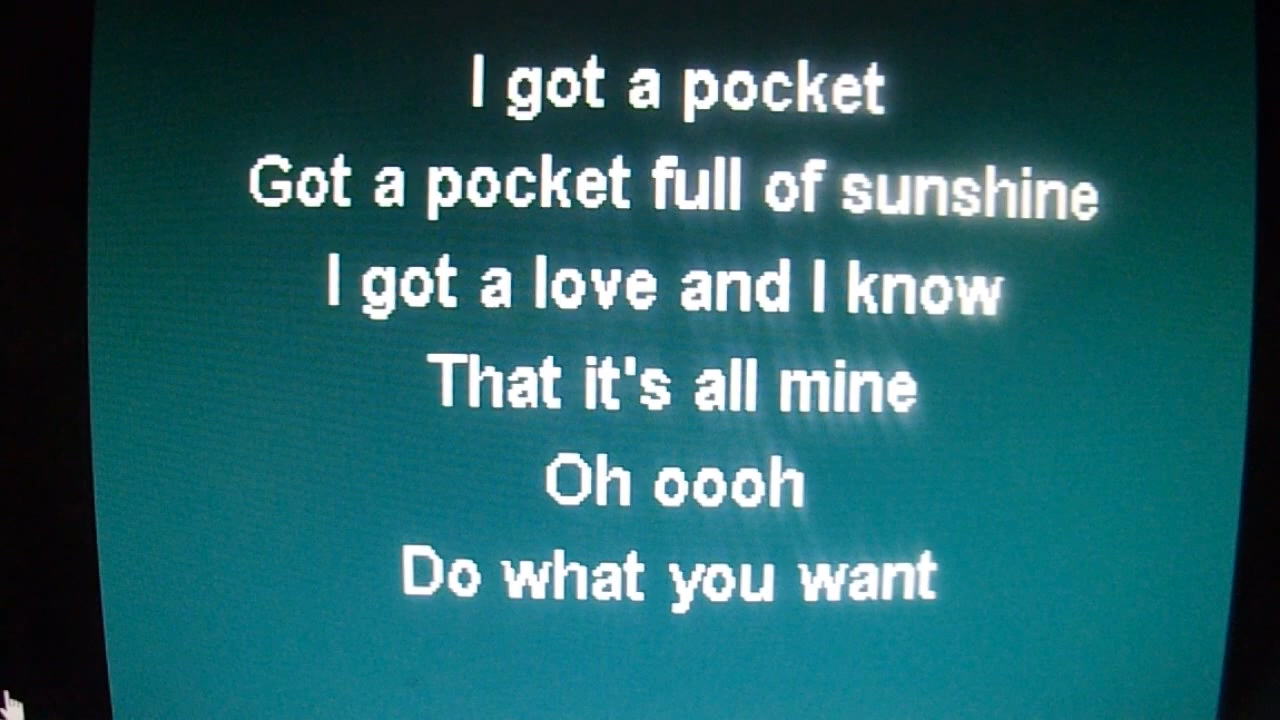 I got a pocket
Got a pocket full of sunshine
I got a love and I know
That it's all mine
Oh oooh
Do what you want